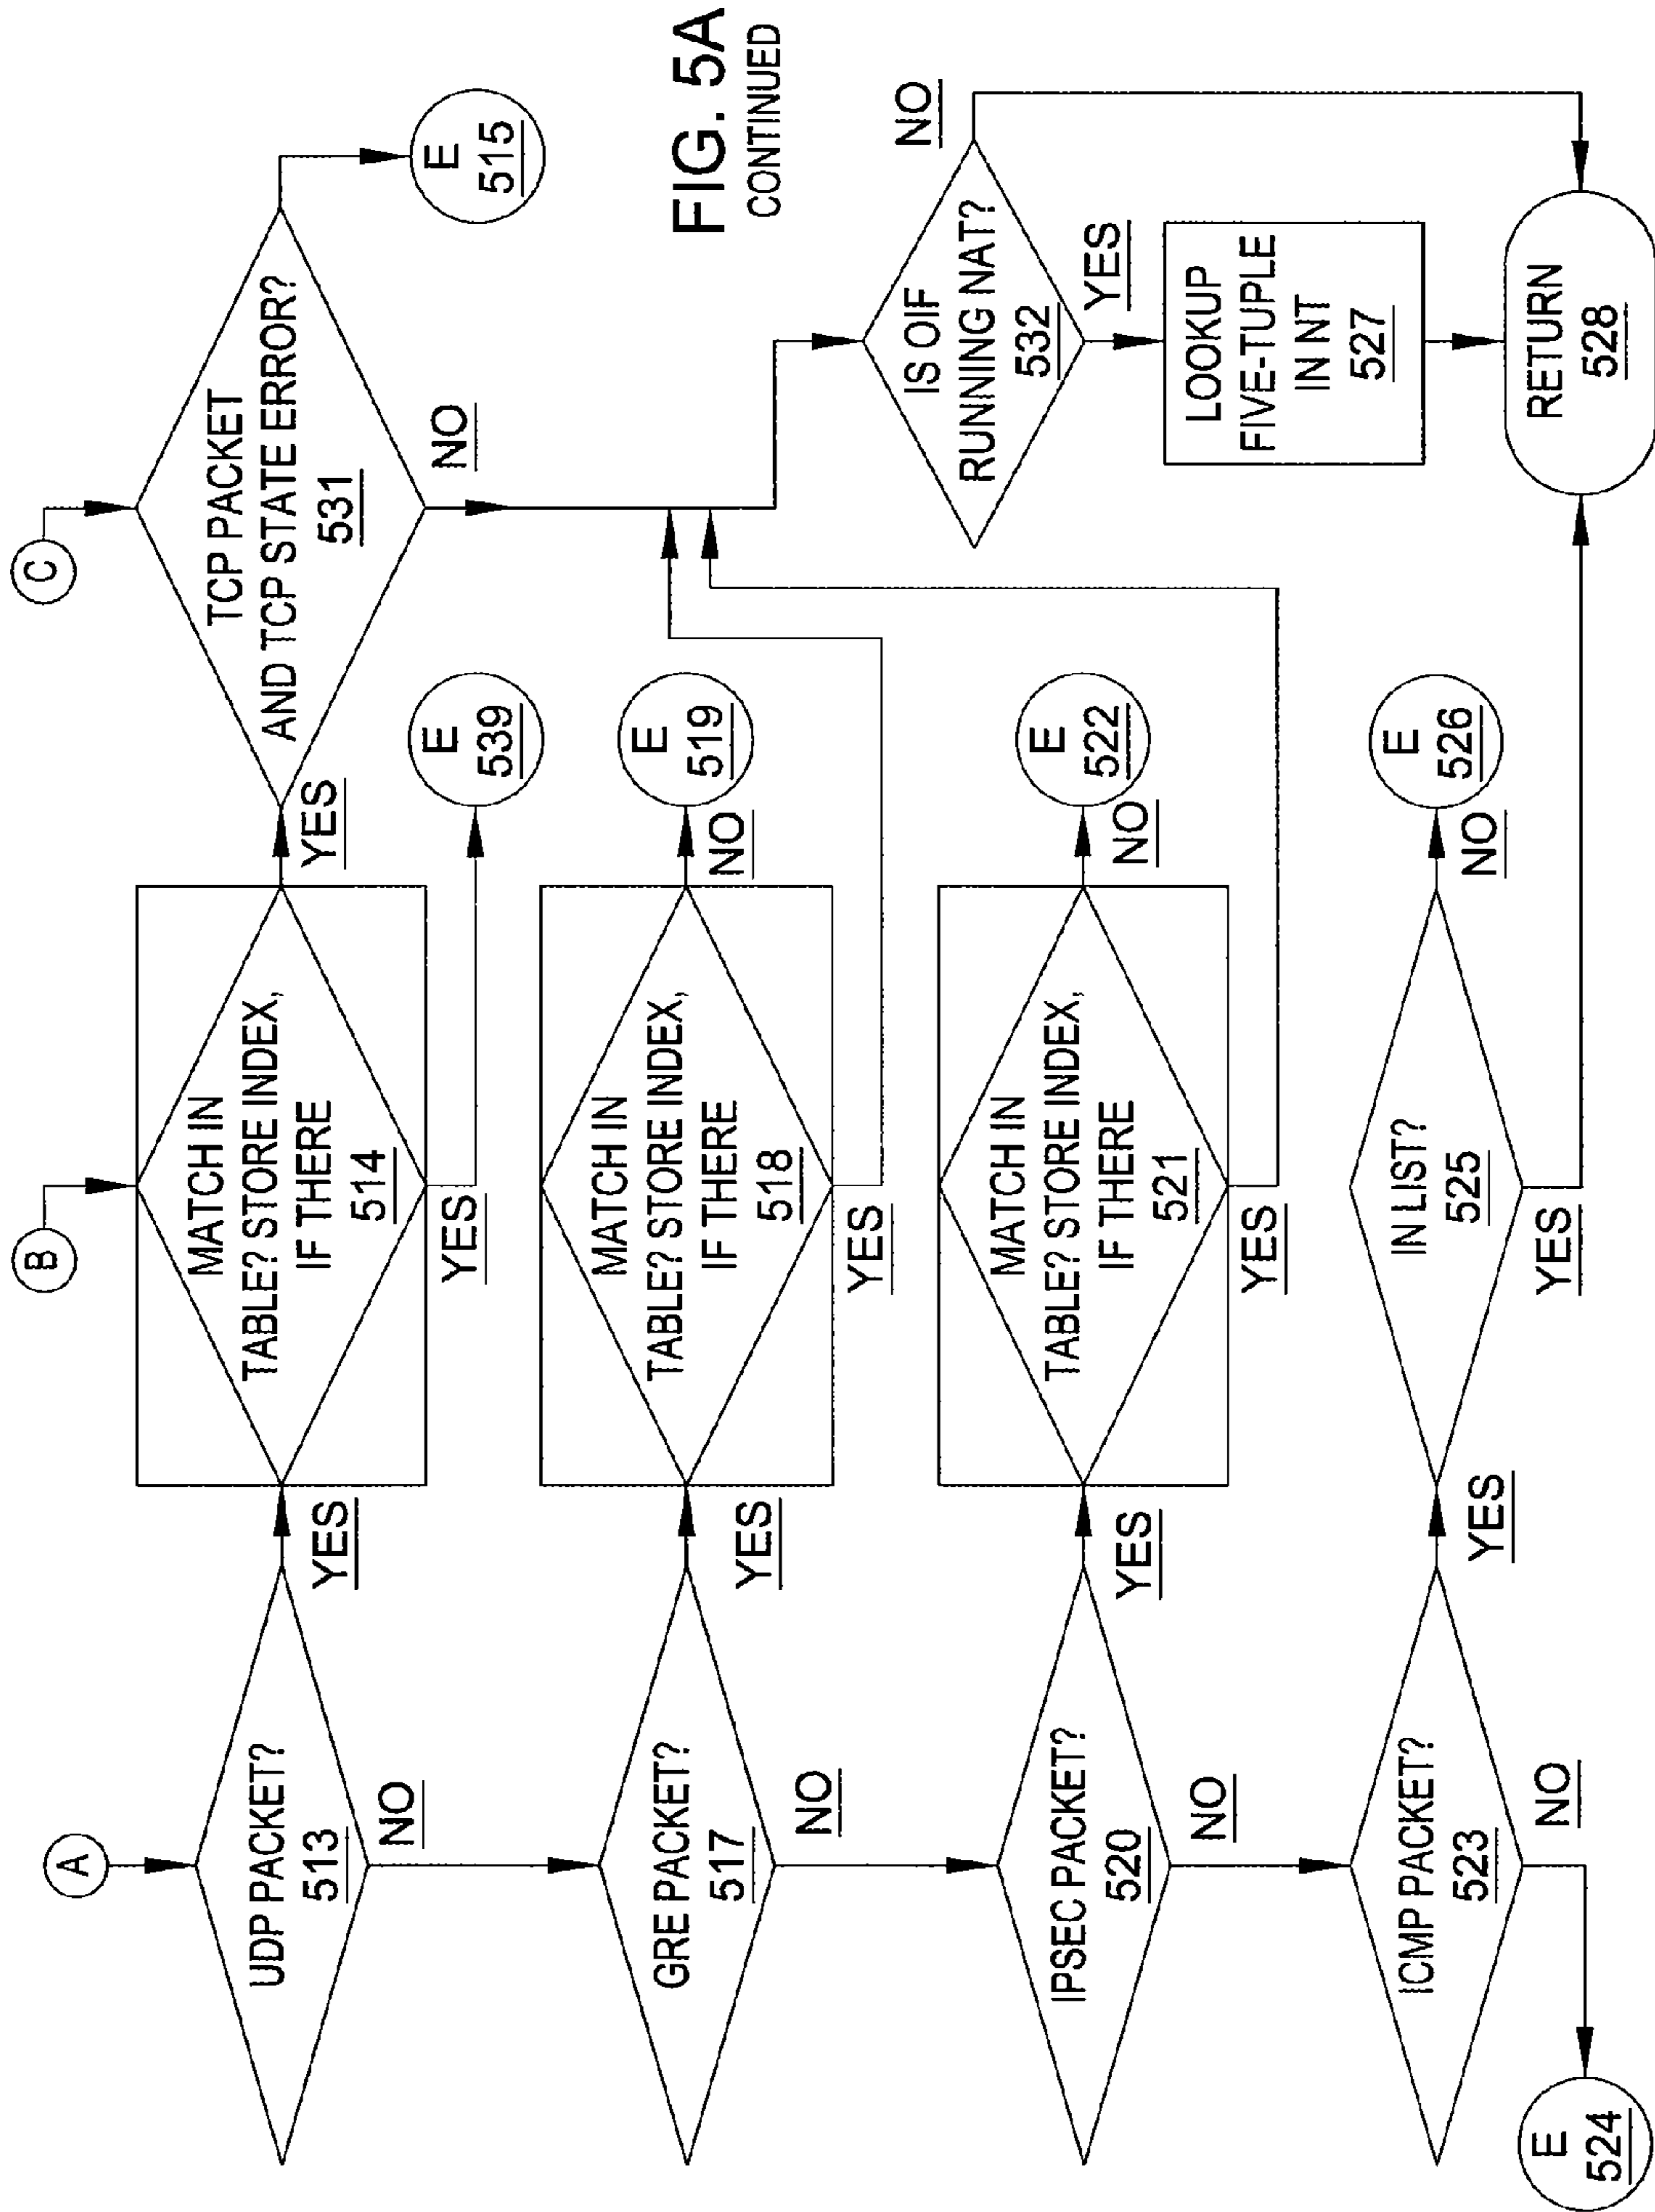 FIG. 5A
CONTINUED
A
B
C
UDP PACKET?
513
YES
NO
MATCH IN
TABLE? STORE INDEX,
IF THERE
514
YES
YES
E
539
TCP PACKET
AND TCP STATE ERROR?
531
NO
E
515
GRE PACKET?
517
YES
NO
MATCH IN
TABLE? STORE INDEX,
IF THERE
518
NO
YES
E
519
IPSEC PACKET?
520
YES
NO
MATCH IN
TABLE? STORE INDEX,
IF THERE
521
NO
YES
E
522
IS OIF
RUNNING NAT?
532
NO
YES
LOOKUP
FIVE-TUPLE
IN NT
527
ICMP PACKET?
523
YES
NO
E
524
IN LIST?
525
NO
YES
E
526
RETURN
528